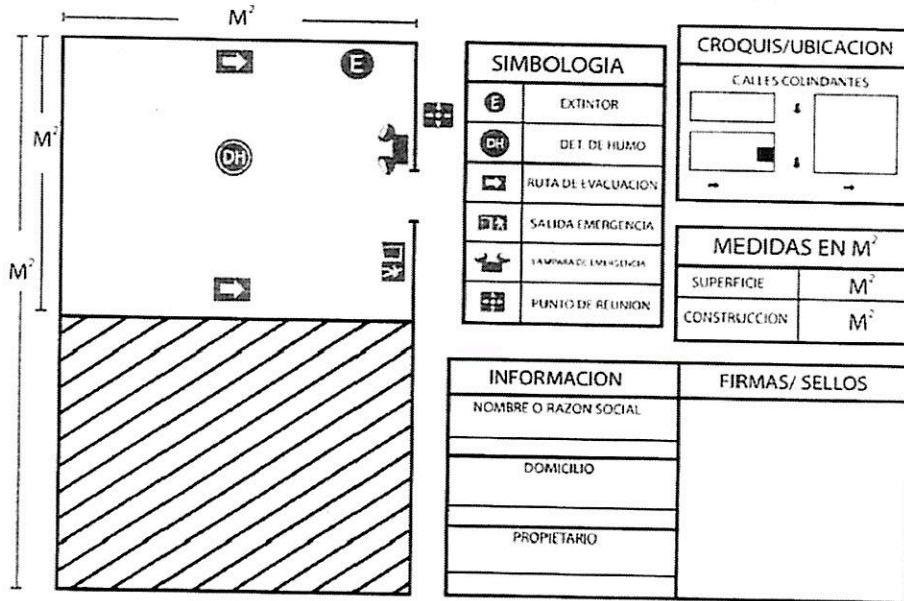 M²
M²
M²
E
DH
SIMBOLOGIA
E EXTINTOR
DH DET. DE HUMO
RUTA DE EVACUACION
SALIDA EMERGENCIA
LAMPARA DE EMERGENCIA
PUNTO DE REUNION
CROQUIS/UBICACION
CALLES COLINDANTES
MEDIDAS EN M²
SUPERFICIE M²
CONSTRUCCION M²
INFORMACION
NOMBRE O RAZON SOCIAL
DOMICILIO
PROPIETARIO
FIRMAS/ SELLOS